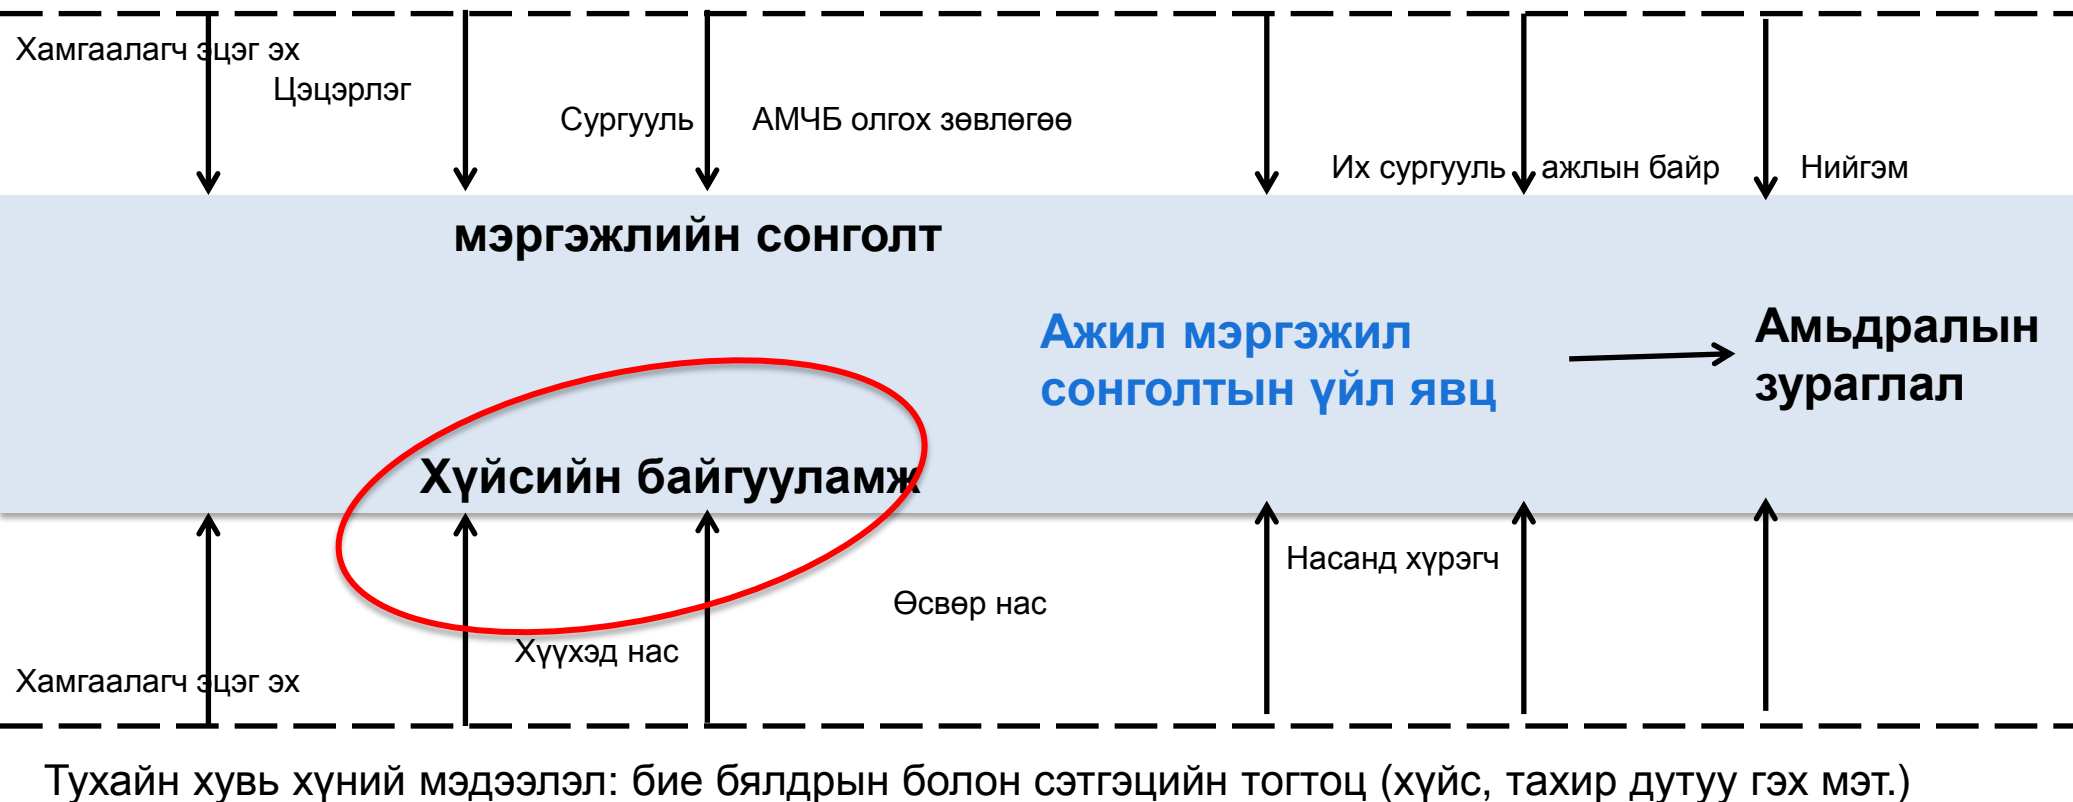 Хамгаалагч эцэг эх
Цэцэрлэг
Сургууль
АМЧБ олгох зөвлөгөө
Их сургууль
ажлын байр
Нийгэм
мэргэжлийн сонголт
Ажил мэргэжил
сонголтын үйл явц
Амьдралын
зураглал
Хүйсийн байгууламж
Насанд хүрэгч
Өсвөр нас
Хүүхэд нас
Хамгаалагч эцэг эх
Тухайн хувь хүний мэдээлэл: бие бялдрын болон сэтгэцийн тогтоц (хүйс, тахир дутуу гэх мэт.)